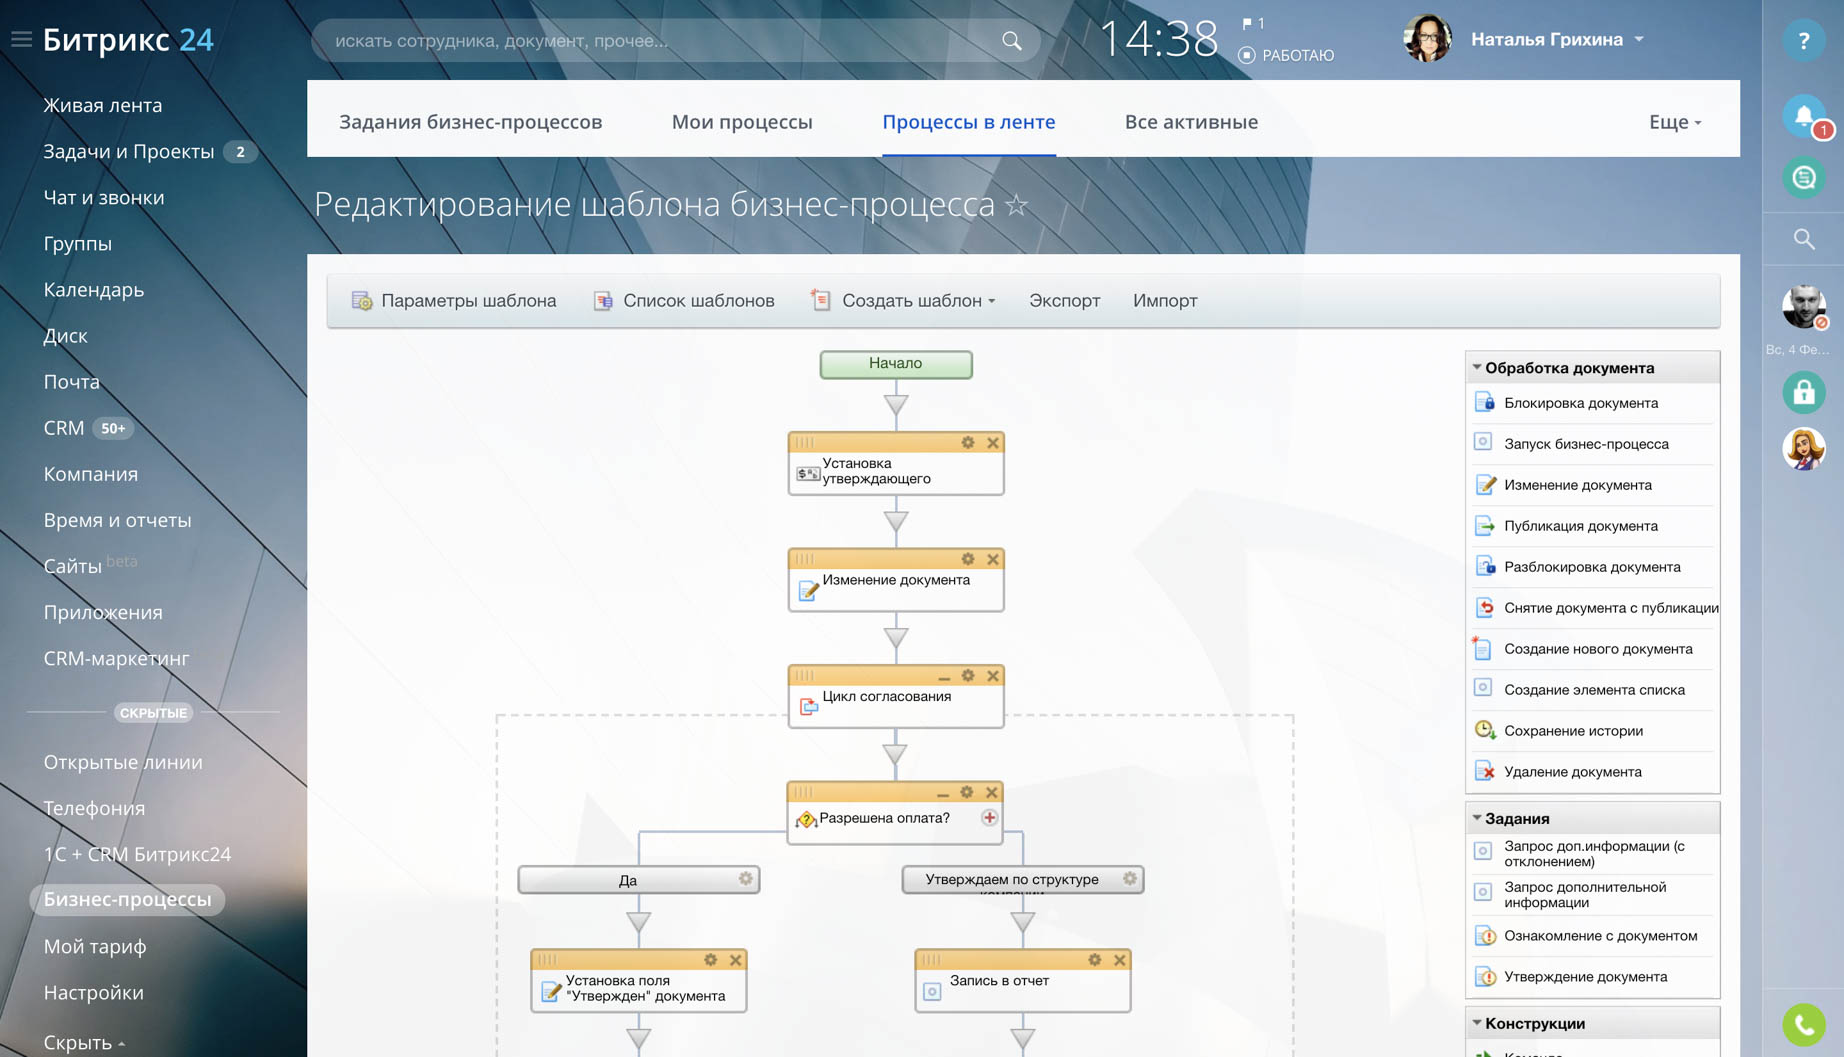 Битрикс 24
искать сотрудника, документ, прочее...
14:38
1
РАБОТАЮ
Наталья Грихина
?
1
Живая лента
Задачи и Проекты 2
Чат и звонки
Группы
Календарь
Диск
Почта
CRM 50+
Компания
Время и отчеты
Сайты beta
Приложения
CRM-маркетинг
СКРЫТЫЕ
Открытые линии
Телефония
1С + CRM Битрикс24
Бизнес-процессы
Мой тариф
Настройки
Скрыть
Задания бизнес-процессов
Мои процессы
Процессы в ленте
Все активные
Еще
Редактирование шаблона бизнес-процесса
Параметры шаблона
Список шаблонов
Создать шаблон
Экспорт
Импорт
Начало
Установка
утверждающего
Изменение документа
Цикл согласования
Разрешена оплата?
Да
Утверждаем по структуре
Установка поля
"Утвержден" документа
Запись в отчет
Обработка документа
Блокировка документа
Запуск бизнес-процесса
Изменение документа
Публикация документа
Разблокировка документа
Снятие документа с публикации
Создание нового документа
Создание элемента списка
Сохранение истории
Удаление документа
Задания
Запрос доп.информации (с
отклонением)
Запрос дополнительной
информации
Ознакомление с документом
Утверждение документа
Конструкции
Вс, 4 Фе...